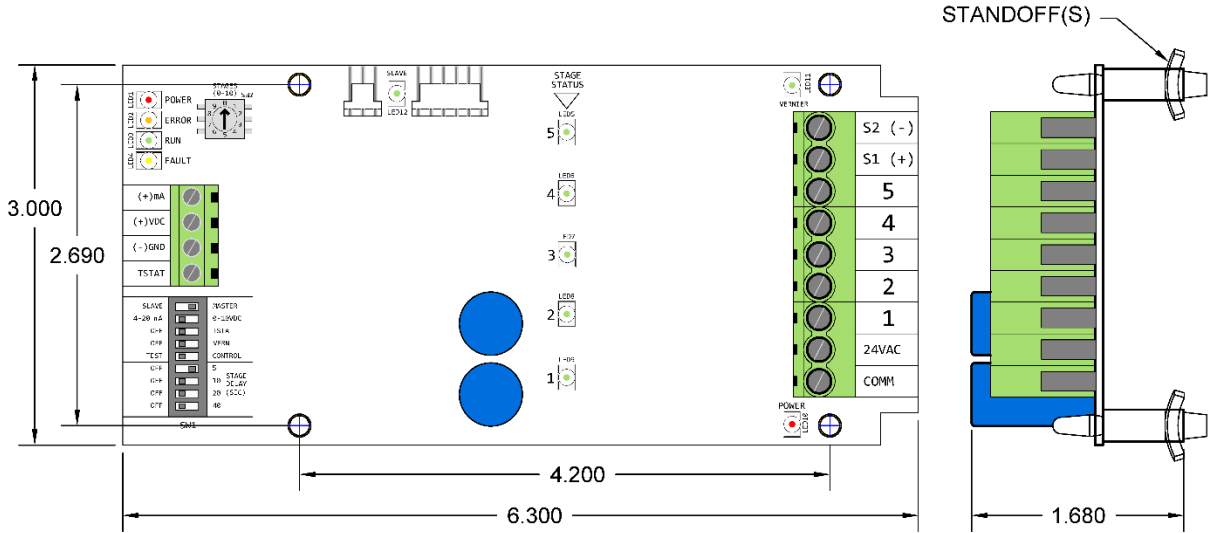 STANDOFF(S)
3.000
2.690
LED1
POWER
LED2
ERROR
LED3
RUN
LED4
FAULT
STAGES
(0-10)
SW2
SLAVE
LED12
STAGE
STATUS
LED5
5
LED6
4
3
LED8
2
LED9
1
LED11
VERNIER
S2 (-)
S1 (+)
5
4
3
2
1
24VAC
COMM
POWER
LED10
(+)mA
(+)VDC
(-)GND
TSTAT
SLAVE MASTER
4-20 mA 0-10VDC
OFF TSTA
OFF VERN
TEST CONTROL
OFF 5
OFF 10
OFF 20
OFF 40
STAGE
DELAY
(SEC)
SW1
4.200
6.300
1.680